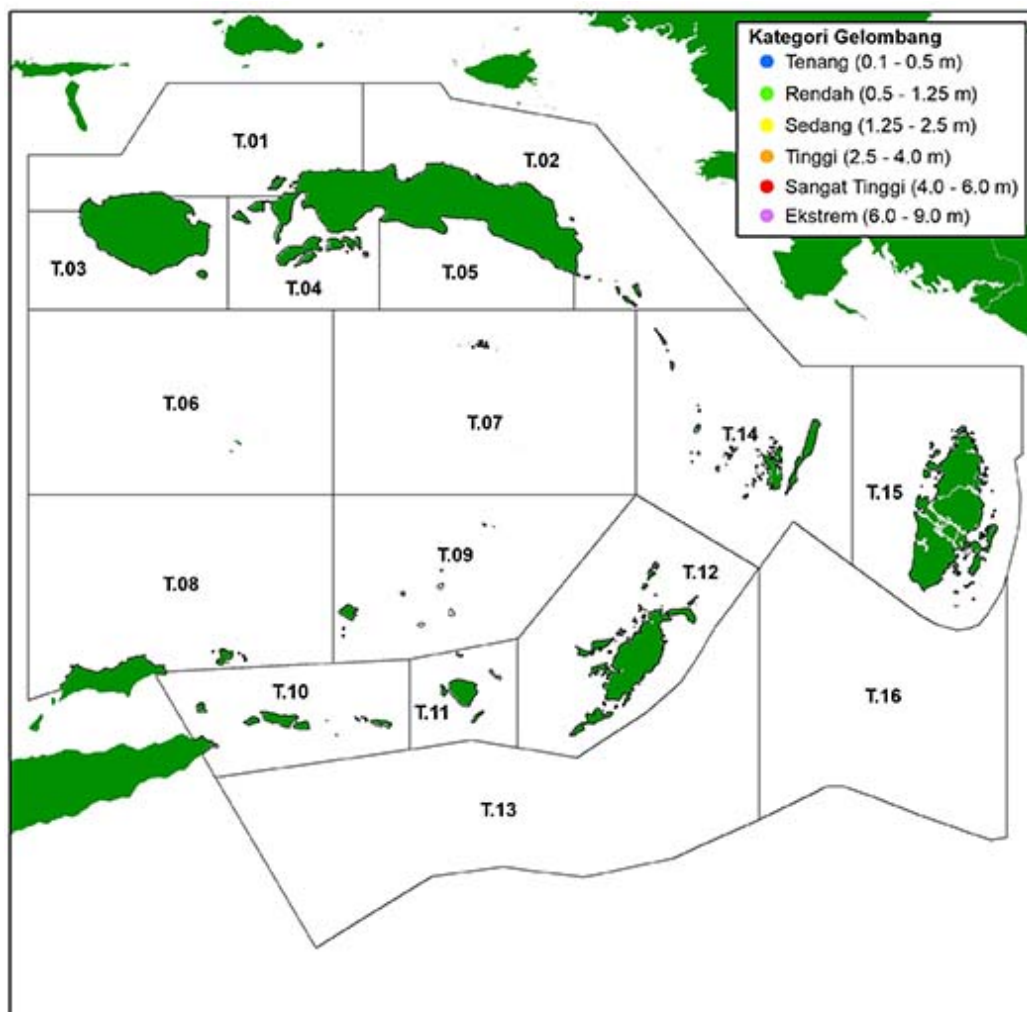 Kategori Gelombang
Tenang (0.1 - 0.5 m)
Rendah (0.5 - 1.25 m)
Sedang (1.25 - 2.5 m)
Tinggi (2.5 - 4.0 m)
Sangat Tinggi (4.0 - 6.0 m)
Ekstrem (6.0 - 9.0 m)
T.01
T.02
T.03
T.04
T.05
T.06
T.07
T.14
T.15
T.08
T.09
T.12
T.10
T.11
T.16
T.13